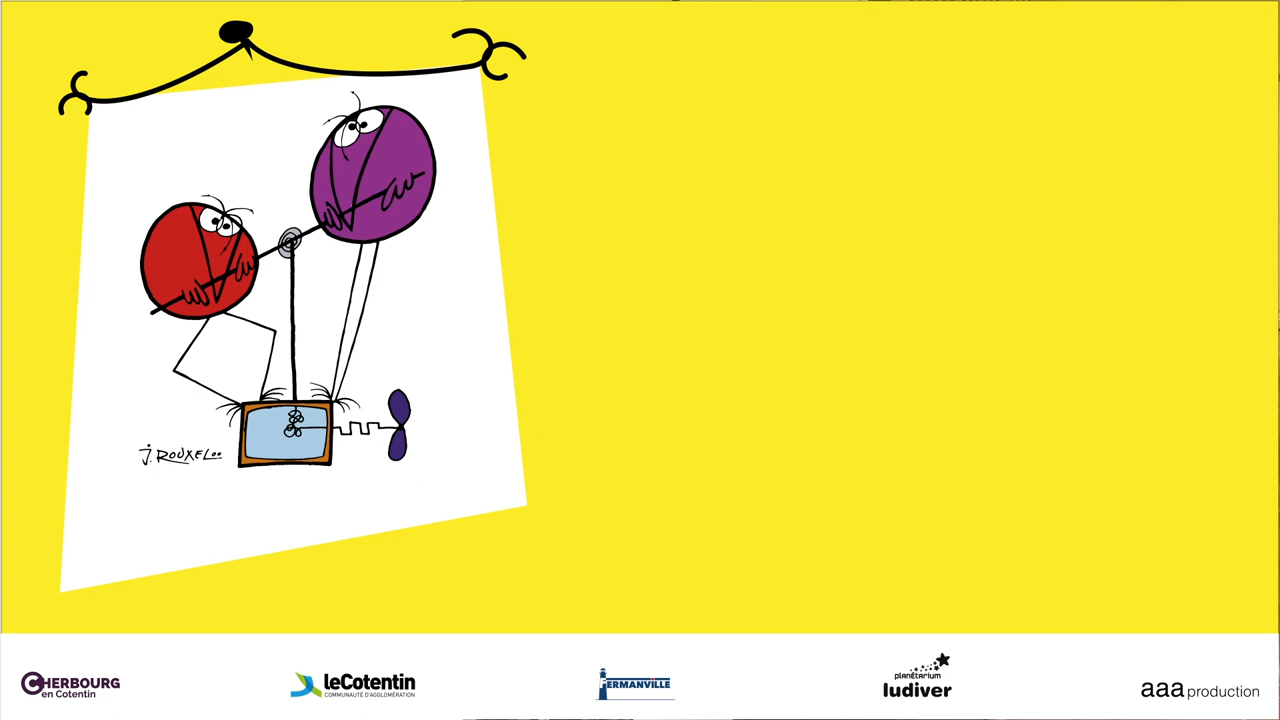 J. ROUXEL
CHERBOURG
en Cotentin
leCotentin
COMMUNAUTÉ D'AGGLOMÉRATION
FERMANVILLE
planétarium
ludiver
aaa production